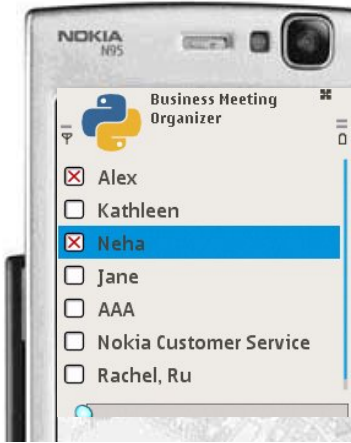 NOKIA
N95
Business Meeting
Organizer
Alex
Kathleen
Neha
Jane
AAA
Nokia Customer Service
Rachel, Ru